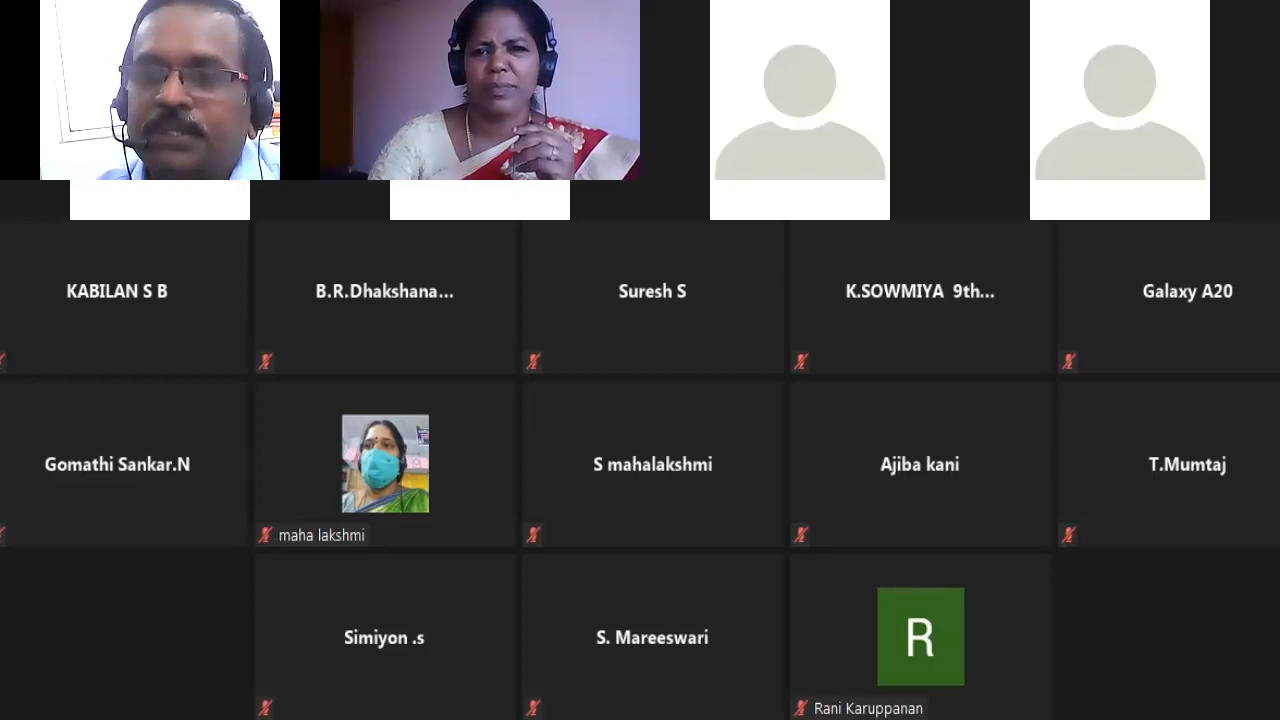 KABILAN S B
B.R.Dhakshana...
Suresh S
K.SOWMIYA 9th...
Galaxy A20
Gomathi Sankar.N
maha lakshmi
S mahalakshmi
Ajiba kani
T.Mumtaj
Simiyon .s
S. Mareeswari
R
Rani Karuppanan